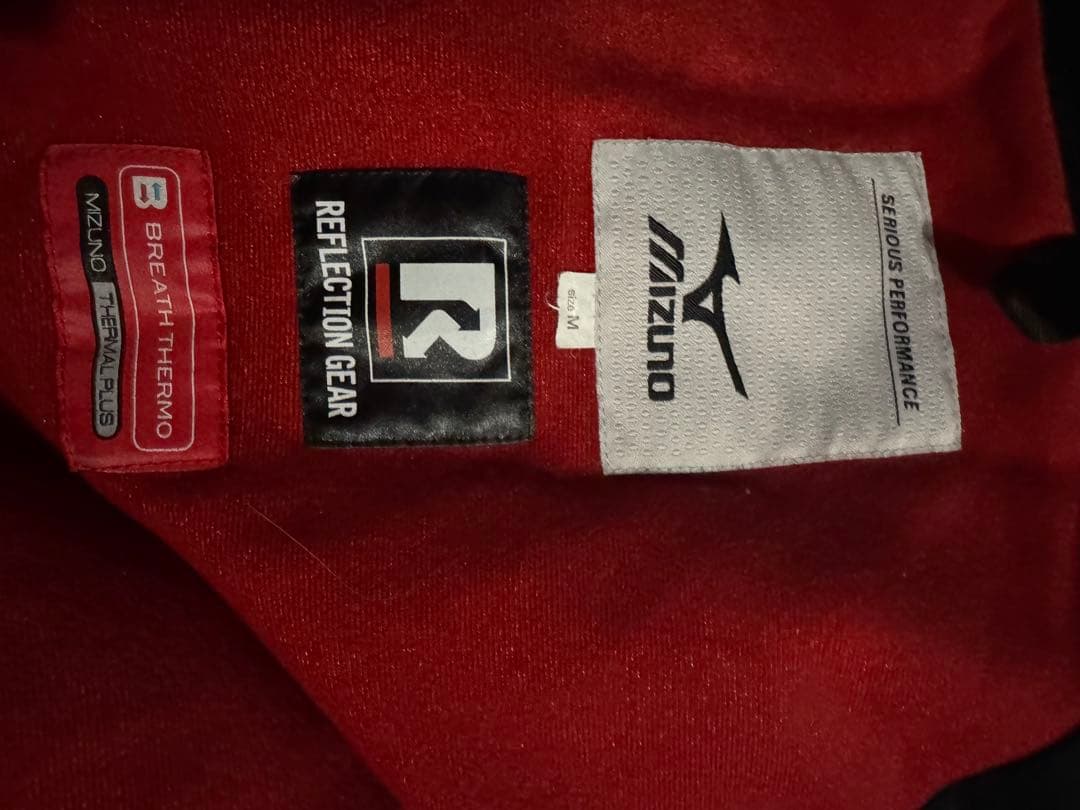 SERIOUS PERFORMANCE
MIZUNO
size M
R
REFLECTION GEAR
B BREATH THERMO
MIZUNO THERMAL PLUS